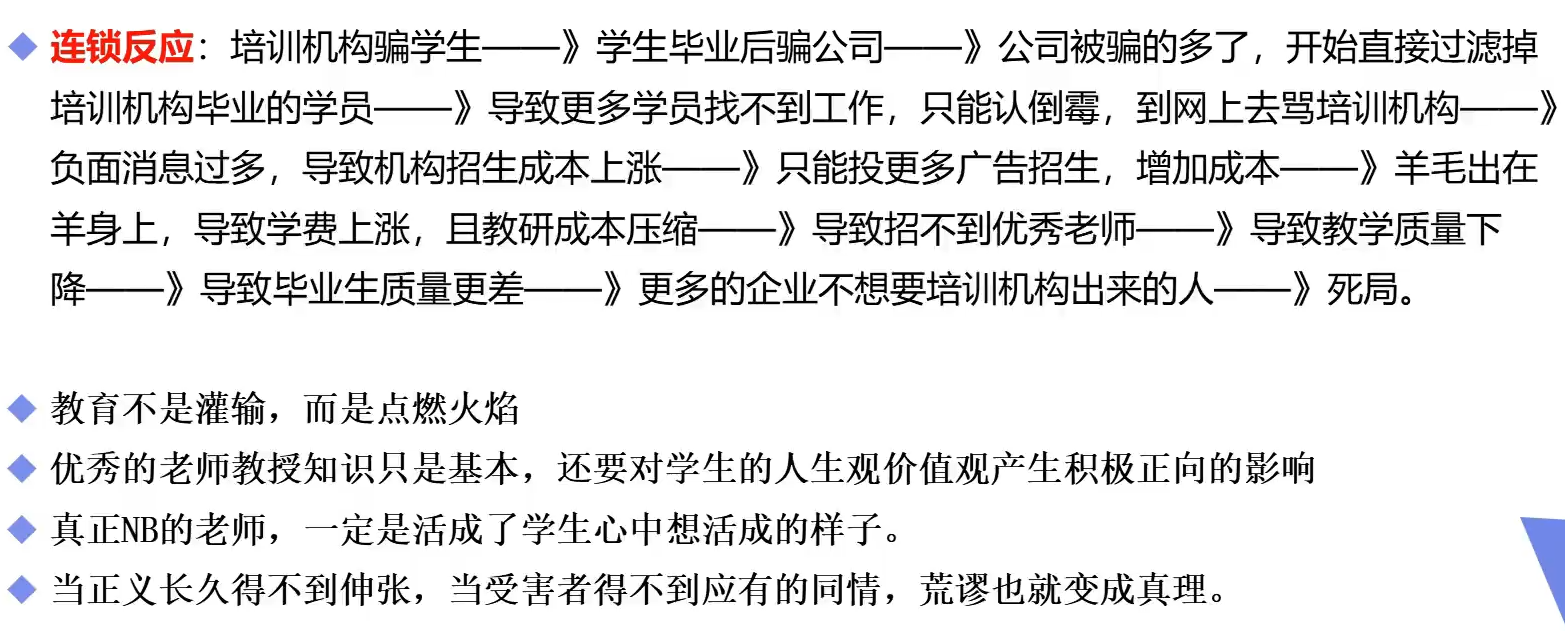 连锁反应：培训机构骗学生——》学生毕业后骗公司——》公司被骗的多了，开始直接过滤掉
培训机构毕业的学员——》导致更多学员找不到工作，只能认倒霉，到网上去骂培训机构——》
负面消息过多，导致机构招生成本上涨——》只能投更多广告招生，增加成本——》羊毛出在
羊身上，导致学费上涨，且教研成本压缩——》导致招不到优秀老师——》导致教学质量下
降——》导致毕业生质量更差——》更多的企业不想要培训机构出来的人——》死局。
教育不是灌输，而是点燃火焰
优秀的老师教授知识只是基本，还要对学生的人生观价值观产生积极正向的影响
真正NB的老师，一定是活成了学生心中想活成的样子。
当正义长久得不到伸张，当受害者得不到应有的同情，荒谬也就变成真理。